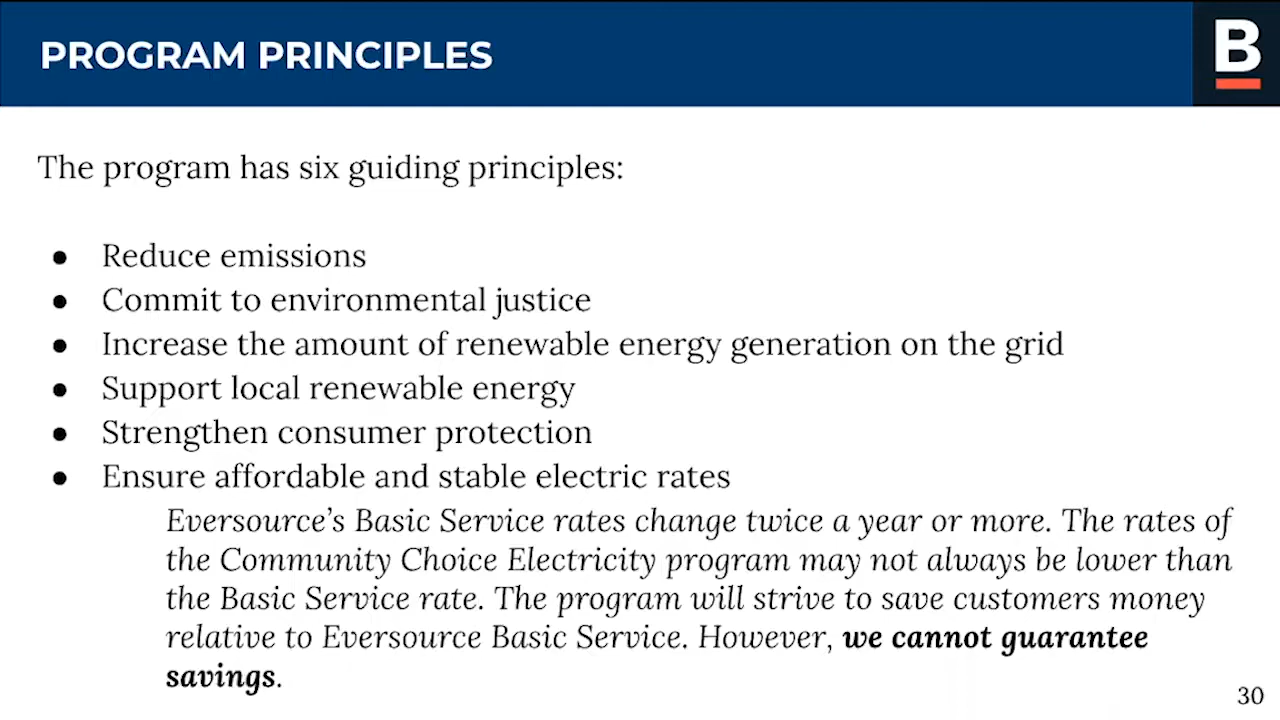 PROGRAM PRINCIPLES
B
The program has six guiding principles:
● Reduce emissions
● Commit to environmental justice
● Increase the amount of renewable energy generation on the grid
● Support local renewable energy
● Strengthen consumer protection
● Ensure affordable and stable electric rates
Eversource’s Basic Service rates change twice a year or more. The rates of
the Community Choice Electricity program may not always be lower than
the Basic Service rate. The program will strive to save customers money
relative to Eversource Basic Service. However, we cannot guarantee
savings.
30